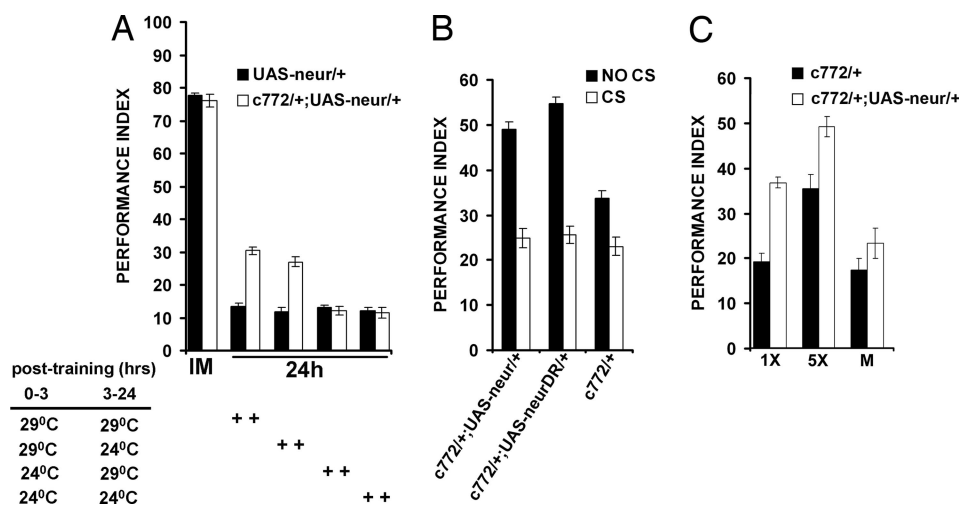 A
100
90
80
70
60
50
40
30
20
10
0
PERFORMANCE INDEX
UAS-neur/+
c772/+;UAS-neur/+
IM
24h
post-training (hrs)
0-3 3-24
29⁰C 29⁰C + +
29⁰C 24⁰C + +
24⁰C 29⁰C + +
24⁰C 24⁰C + +
B
60
50
40
30
20
10
0
PERFORMANCE INDEX
NO CS
CS
c772/+;UAS-neur/+
c772/+;UAS-neurDR/+
c772/+
C
60
50
40
30
20
10
0
PERFORMANCE INDEX
c772/+
c772/+;UAS-neur/+
1X 5X M